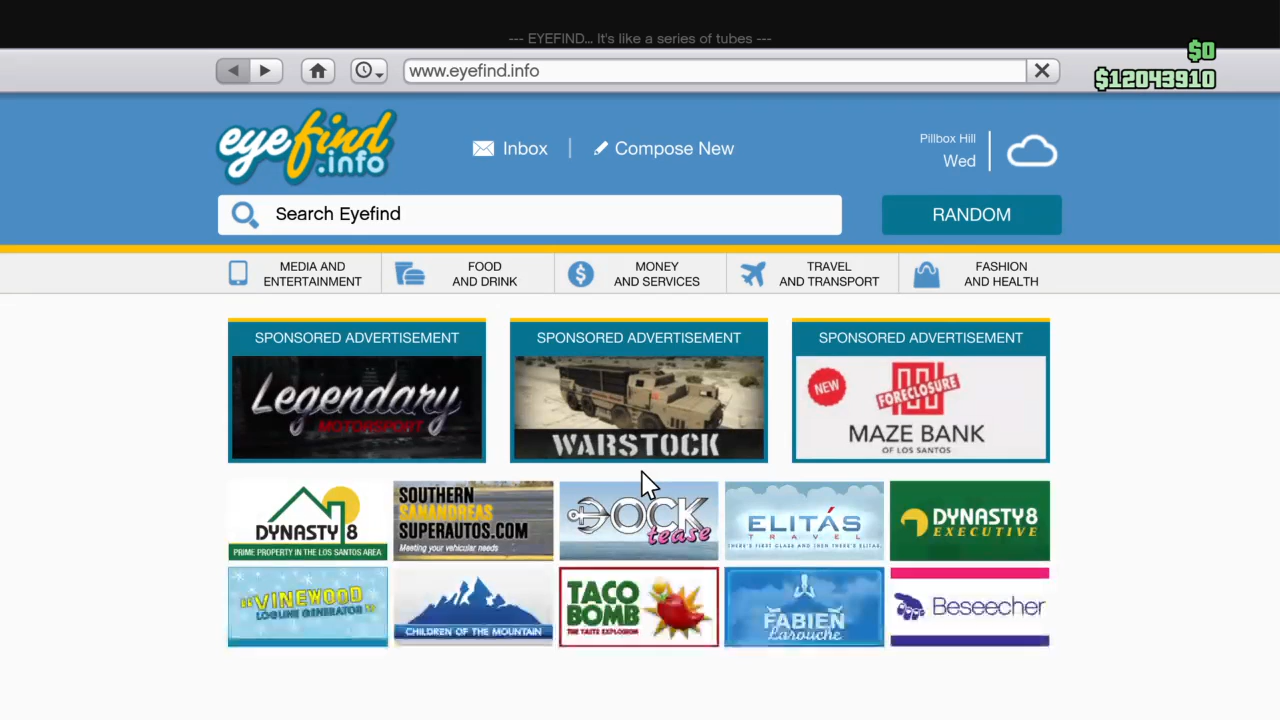 --- EYEFIND... It's like a series of tubes ---
$0
$12043910
www.eyefind.info
eyefind
.info
Inbox
Compose New
Pillbox Hill
Wed
Search Eyefind
RANDOM
MEDIA AND
ENTERTAINMENT
FOOD
AND DRINK
MONEY
AND SERVICES
TRAVEL
AND TRANSPORT
FASHION
AND HEALTH
SPONSORED ADVERTISEMENT
Legendary
MOTORSPORT
SPONSORED ADVERTISEMENT
WARSTOCK
SPONSORED ADVERTISEMENT
NEW
FORECLOSURE
MAZE BANK
OF LOS SANTOS
DYNASTY 8
PRIME PROPERTY IN THE LOS SANTOS AREA
SOUTHERN
SANANDREAS
SUPERAUTOS.COM
Meeting your vehicular needs
DOCK
tease
ELITÁS
TRAVEL
THERE'S FIRST CLASS AND THEN THERE'S ELITÁS
DYNASTY 8
EXECUTIVE
"VINEWOOD
LOGLINE GENERATOR"
CHILDREN OF THE MOUNTAIN
TACO
BOMB
THE TASTE EXPLOSION
FABIEN
Larouche
Beseecher